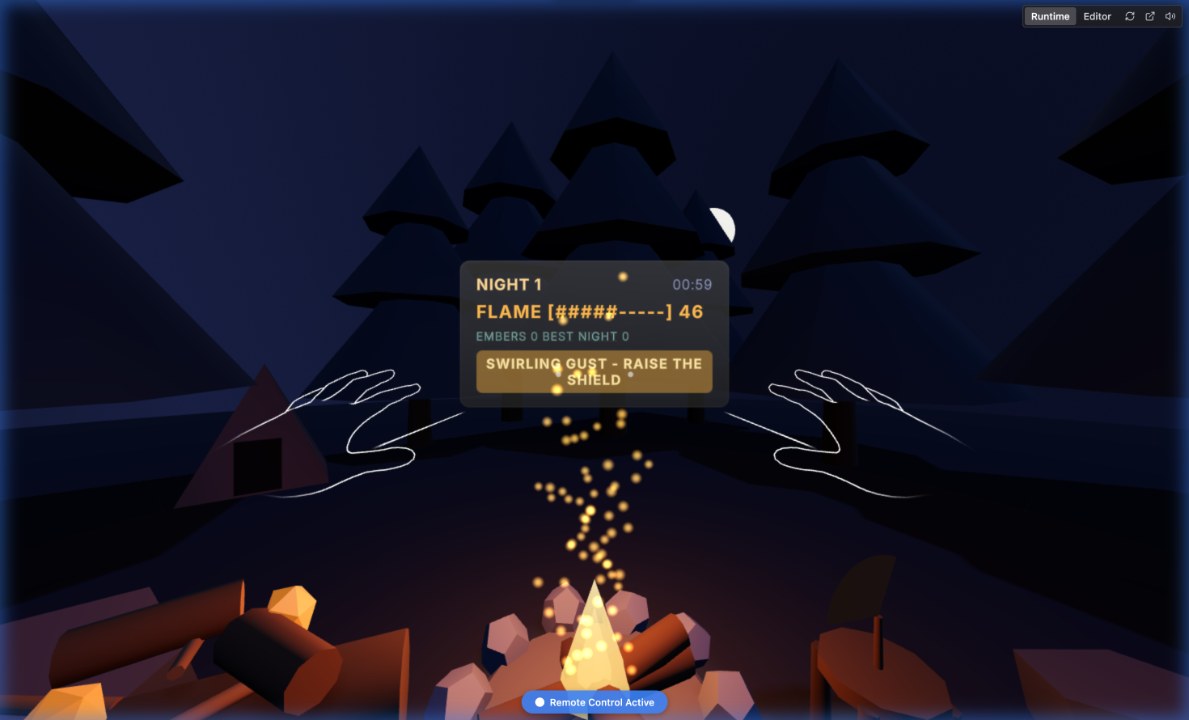 Runtime Editor
NIGHT 1 00:59
FLAME [#####-----] 46
EMBERS 0 BEST NIGHT 0
SWIRLING GUST - RAISE THE
SHIELD
Remote Control Active